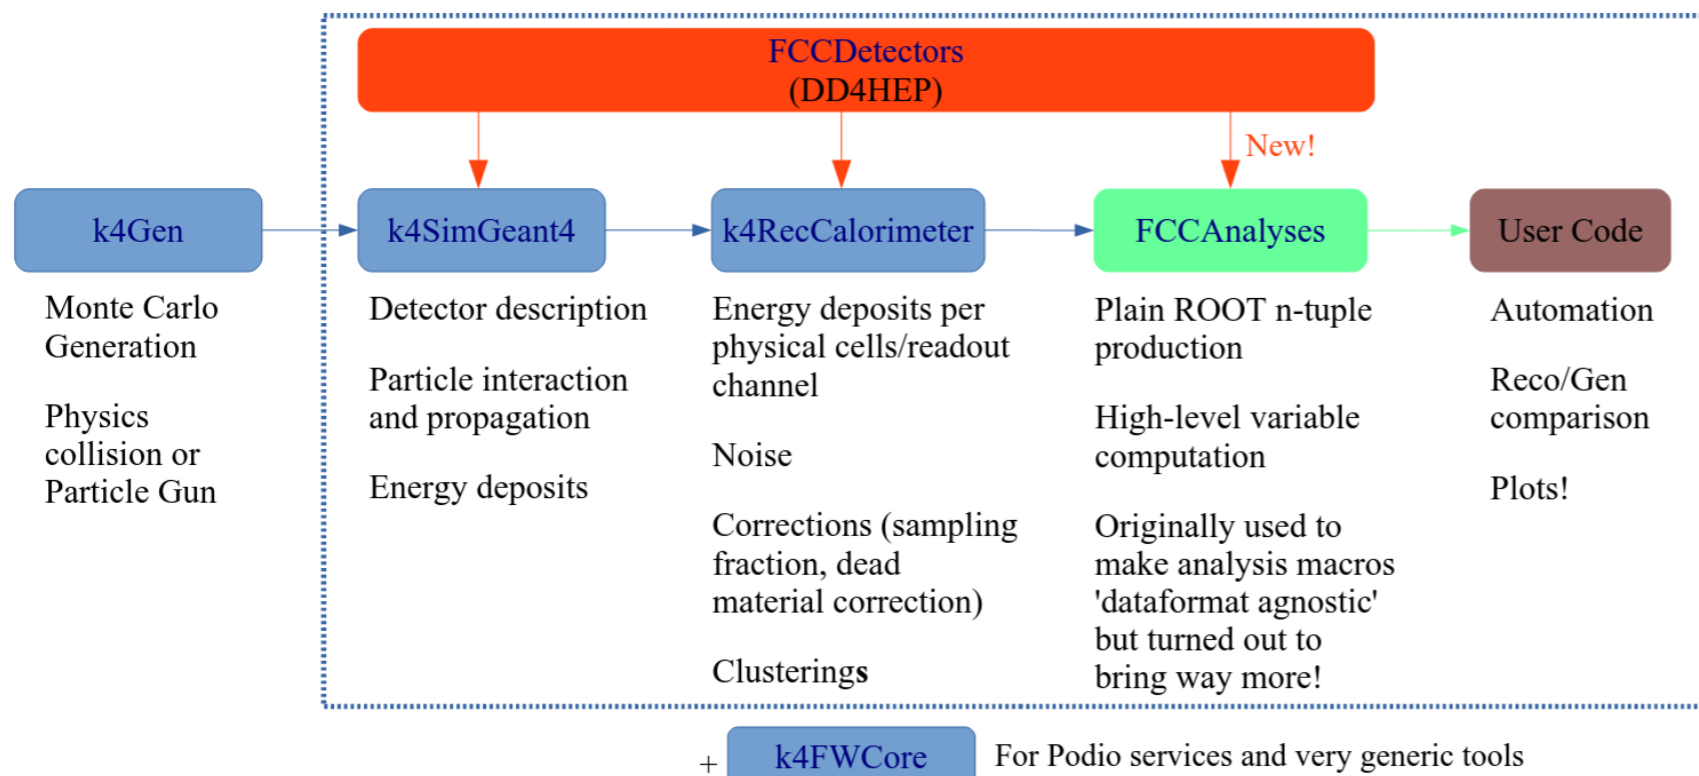 FCCDetectors
(DD4HEP)
New!
k4Gen
k4SimGeant4
k4RecCalorimeter
FCCAnalyses
User Code
Monte Carlo
Generation
Physics
collision or
Particle Gun
Detector description
Particle interaction
and propagation
Energy deposits
Energy deposits per
physical cells/readout
channel
Noise
Corrections (sampling
fraction, dead
material correction)
Clusterings
Plain ROOT n-tuple
production
High-level variable
computation
Originally used to
make analysis macros
'dataformat agnostic'
but turned out to
bring way more!
Automation
Reco/Gen
comparison
Plots!
+ k4FWCore For Podio services and very generic tools